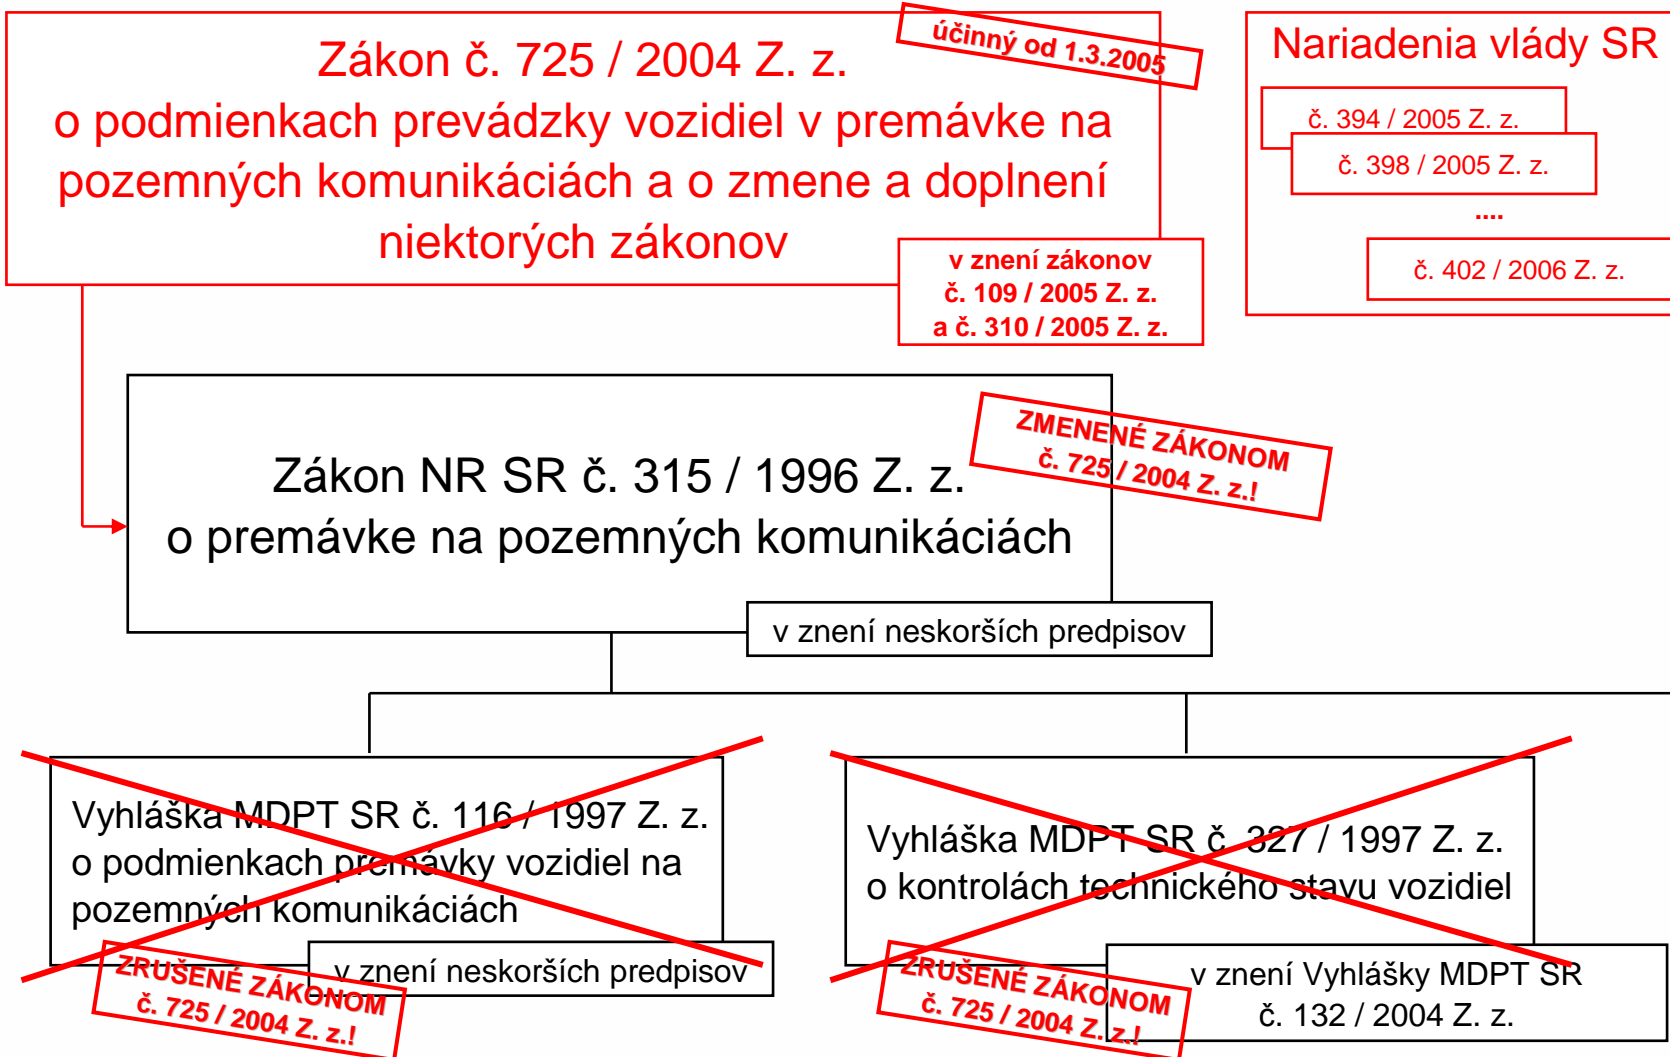 účinný od 1.3.2005
Zákon č. 725 / 2004 Z. z.
o podmienkach prevádzky vozidiel v premávke na
pozemných komunikáciách a o zmene a doplnení
niektorých zákonov
v znení zákonov
č. 109 / 2005 Z. z.
a č. 310 / 2005 Z. z.
Nariadenia vlády SR
č. 394 / 2005 Z. z.
č. 398 / 2005 Z. z.
....
č. 402 / 2006 Z. z.
ZMENENÉ ZÁKONOM
č. 725 / 2004 Z. z.!
Zákon NR SR č. 315 / 1996 Z. z.
o premávke na pozemných komunikáciách
v znení neskorších predpisov
Vyhláška MDPT SR č. 116 / 1997 Z. z.
o podmienkach premávky vozidiel na
pozemných komunikáciách
v znení neskorších predpisov
ZRUŠENÉ ZÁKONOM
č. 725 / 2004 Z. z.!
Vyhláška MDPT SR č. 327 / 1997 Z. z.
o kontrolách technického stavu vozidiel
v znení Vyhlášky MDPT SR
č. 132 / 2004 Z. z.
ZRUŠENÉ ZÁKONOM
č. 725 / 2004 Z. z.!